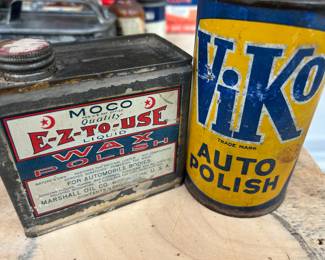 MOCO
Quality
E-Z-TO-USE
LIQUID
WAX
POLISH
FOR AUTOMOBILE BODIES
MARSHALL OIL CO.
U.S.A.
ViKo
TRADE MARK
AUTO
POLISH